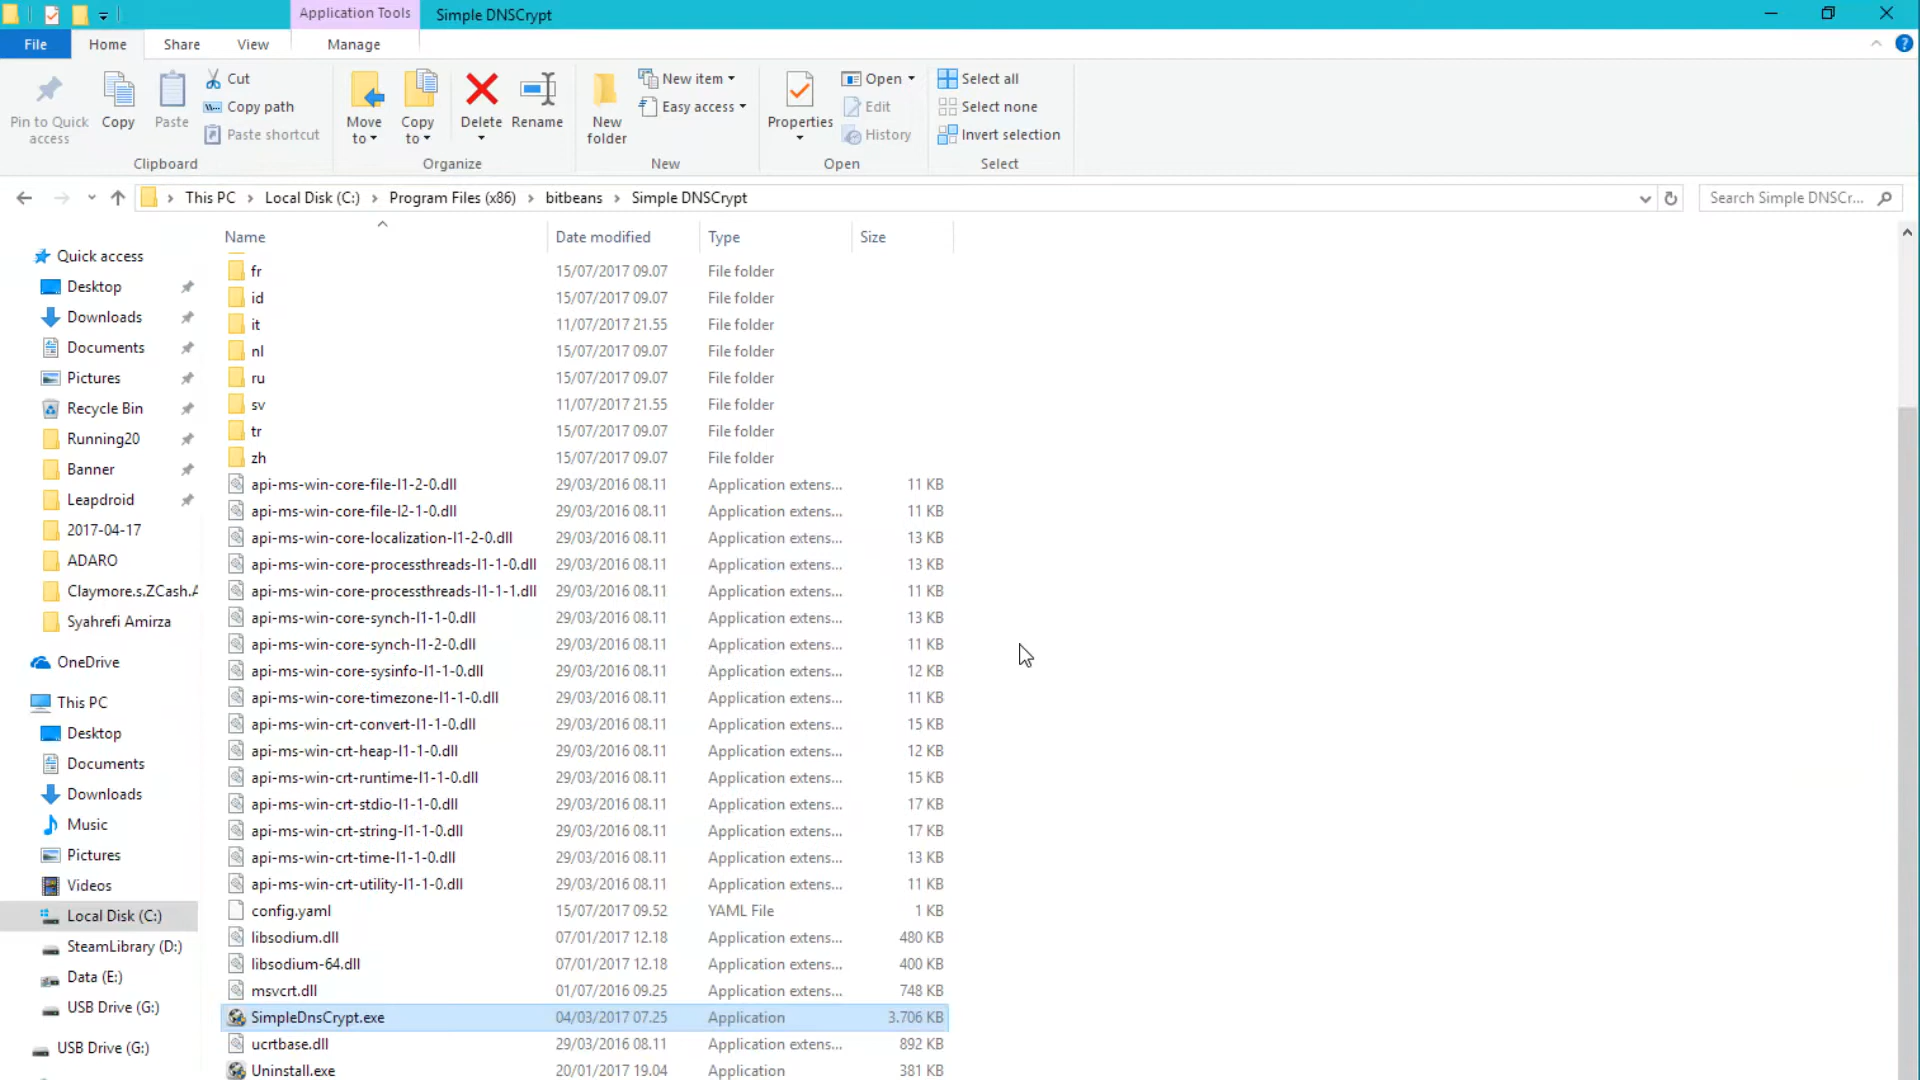 Application Tools
Simple DNSCrypt
File
Home
Share
View
Manage
Pin to Quick access
Copy
Paste
Cut
Copy path
Paste shortcut
Clipboard
Move to
Copy to
Delete
Rename
Organize
New folder
New item
Easy access
New
Properties
Open
Edit
History
Open
Select all
Select none
Invert selection
Select
This PC > Local Disk (C:) > Program Files (x86) > bitbeans > Simple DNSCrypt
Search Simple DNSCr...
Quick access
Desktop
Downloads
Documents
Pictures
Recycle Bin
Running20
Banner
Leapdroid
2017-04-17
ADARO
Claymore.s.ZCash.A
Syahrefi Amirza
OneDrive
This PC
Desktop
Documents
Downloads
Music
Pictures
Videos
Local Disk (C:)
SteamLibrary (D:)
Data (E:)
USB Drive (G:)
USB Drive (G:)
Name Date modified Type Size
fr 15/07/2017 09.07 File folder
id 15/07/2017 09.07 File folder
it 11/07/2017 21.55 File folder
nl 15/07/2017 09.07 File folder
ru 15/07/2017 09.07 File folder
sv 11/07/2017 21.55 File folder
tr 15/07/2017 09.07 File folder
zh 15/07/2017 09.07 File folder
api-ms-win-core-file-l1-2-0.dll 29/03/2016 08.11 Application extens... 11 KB
api-ms-win-core-file-l2-1-0.dll 29/03/2016 08.11 Application extens... 11 KB
api-ms-win-core-localization-l1-2-0.dll 29/03/2016 08.11 Application extens... 13 KB
api-ms-win-core-processthreads-l1-1-0.dll 29/03/2016 08.11 Application extens... 13 KB
api-ms-win-core-processthreads-l1-1-1.dll 29/03/2016 08.11 Application extens... 11 KB
api-ms-win-core-synch-l1-1-0.dll 29/03/2016 08.11 Application extens... 13 KB
api-ms-win-core-synch-l1-2-0.dll 29/03/2016 08.11 Application extens... 11 KB
api-ms-win-core-sysinfo-l1-1-0.dll 29/03/2016 08.11 Application extens... 12 KB
api-ms-win-core-timezone-l1-1-0.dll 29/03/2016 08.11 Application extens... 11 KB
api-ms-win-crt-convert-l1-1-0.dll 29/03/2016 08.11 Application extens... 15 KB
api-ms-win-crt-heap-l1-1-0.dll 29/03/2016 08.11 Application extens... 12 KB
api-ms-win-crt-runtime-l1-1-0.dll 29/03/2016 08.11 Application extens... 15 KB
api-ms-win-crt-stdio-l1-1-0.dll 29/03/2016 08.11 Application extens... 17 KB
api-ms-win-crt-string-l1-1-0.dll 29/03/2016 08.11 Application extens... 17 KB
api-ms-win-crt-time-l1-1-0.dll 29/03/2016 08.11 Application extens... 13 KB
api-ms-win-crt-utility-l1-1-0.dll 29/03/2016 08.11 Application extens... 11 KB
config.yaml 15/07/2017 09.52 YAML File 1 KB
libsodium.dll 07/01/2017 12.18 Application extens... 480 KB
libsodium-64.dll 07/01/2017 12.18 Application extens... 400 KB
msvcrt.dll 01/07/2016 09.25 Application extens... 748 KB
SimpleDnsCrypt.exe 04/03/2017 07.25 Application 3.706 KB
ucrtbase.dll 29/03/2016 08.11 Application extens... 892 KB
Uninstall.exe 20/01/2017 19.04 Application 381 KB